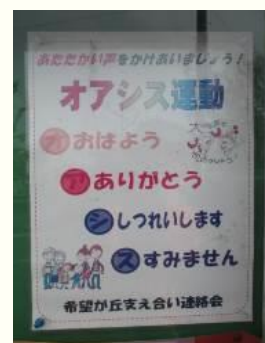 あたたかい声をかけあいましょう!
オアシス運動
オ おはよう
ア ありがとう
シ しつれいします
ス すみません
希望が丘支え合い連絡会